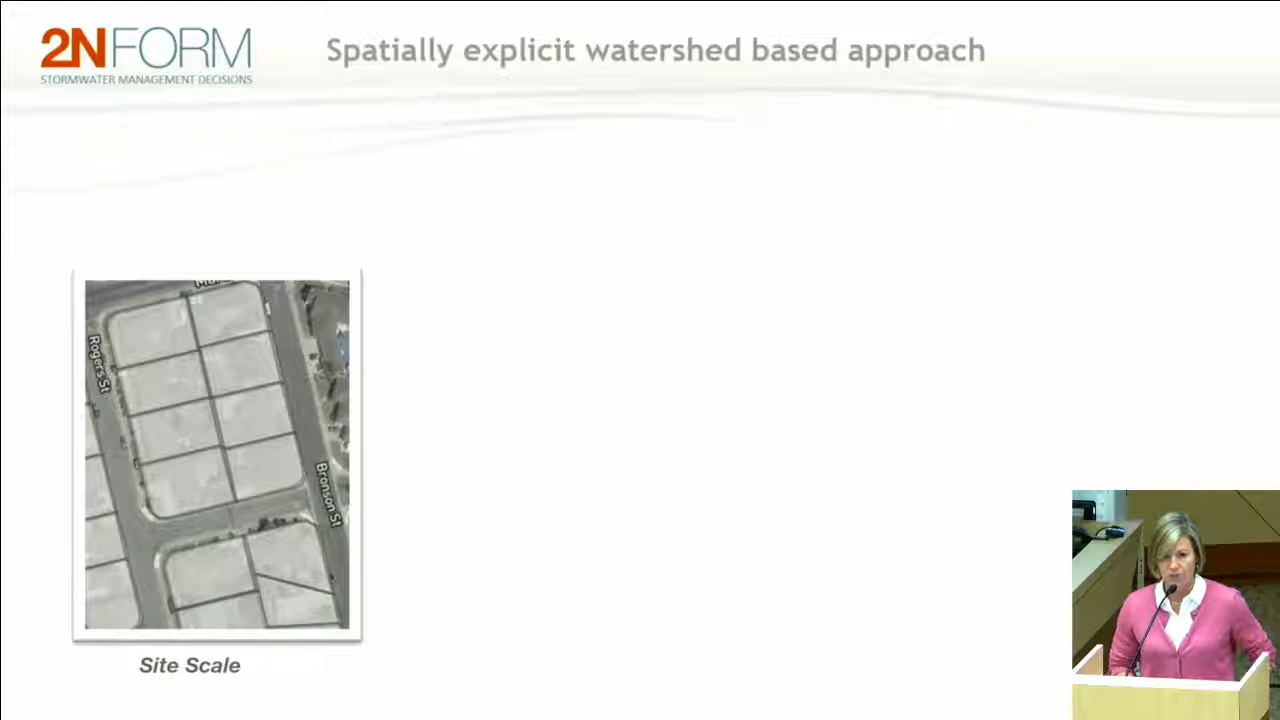 2NFORM
STORMWATER MANAGEMENT DECISIONS
Spatially explicit watershed based approach
Rogers St
Bronson St
Site Scale